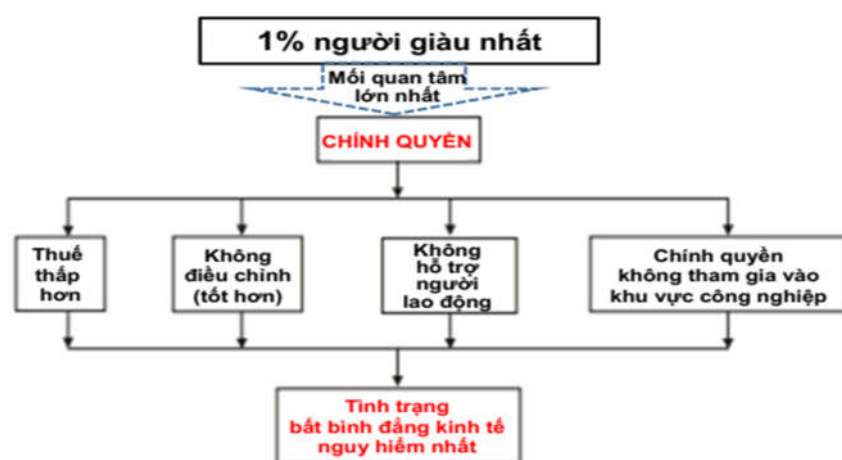 1% người giàu nhất
Mối quan tâm
lớn nhất
CHÍNH QUYỀN
Thuế
thấp
hơn
Không
điều chỉnh
(tốt hơn)
Không
hỗ trợ
người
lao động
Chính quyền
không tham gia vào
khu vực công nghiệp
Tình trạng
bất bình đẳng kinh tế
nguy hiểm nhất